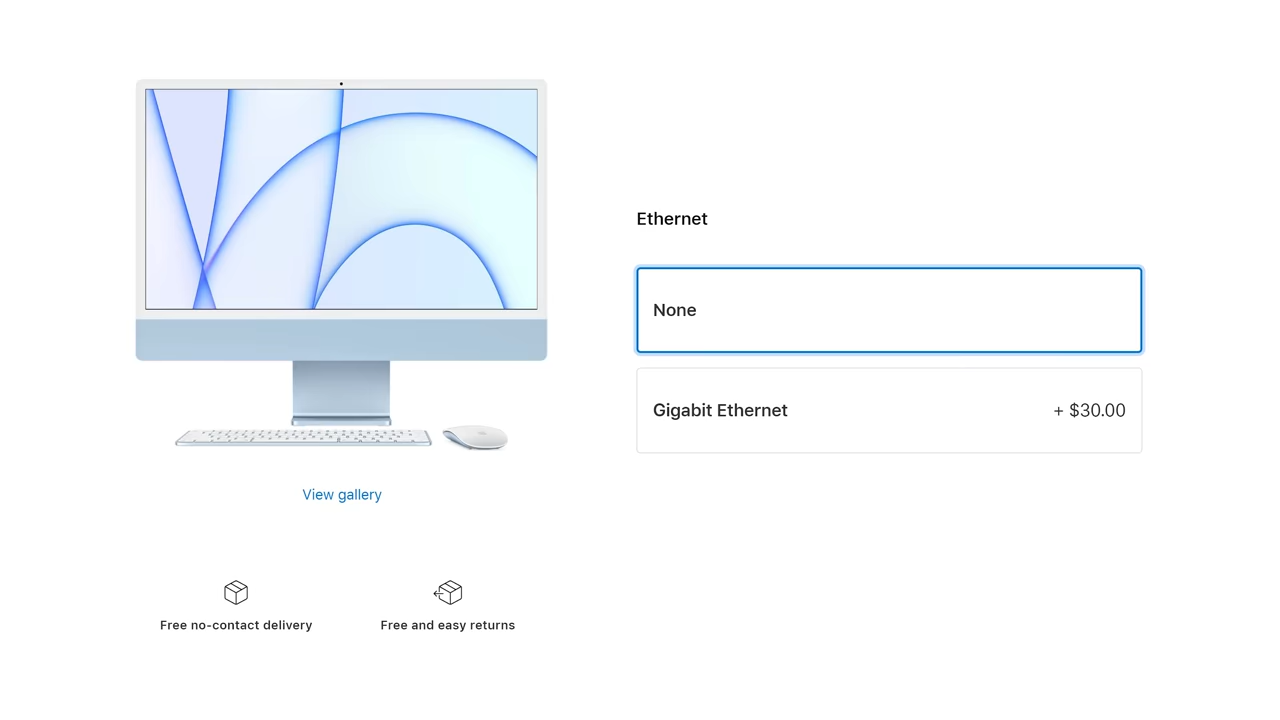 Ethernet
None
Gigabit Ethernet + $30.00
View gallery
Free no-contact delivery
Free and easy returns